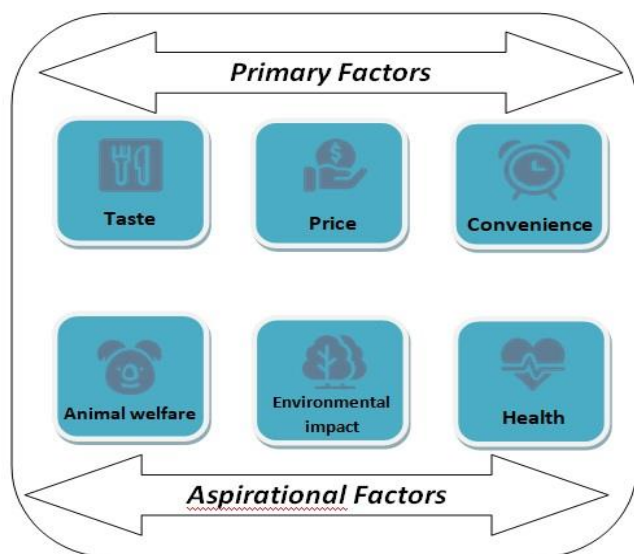 Primary Factors
Taste
Price
Convenience
Animal welfare
Environmental
impact
Health
Aspirational Factors